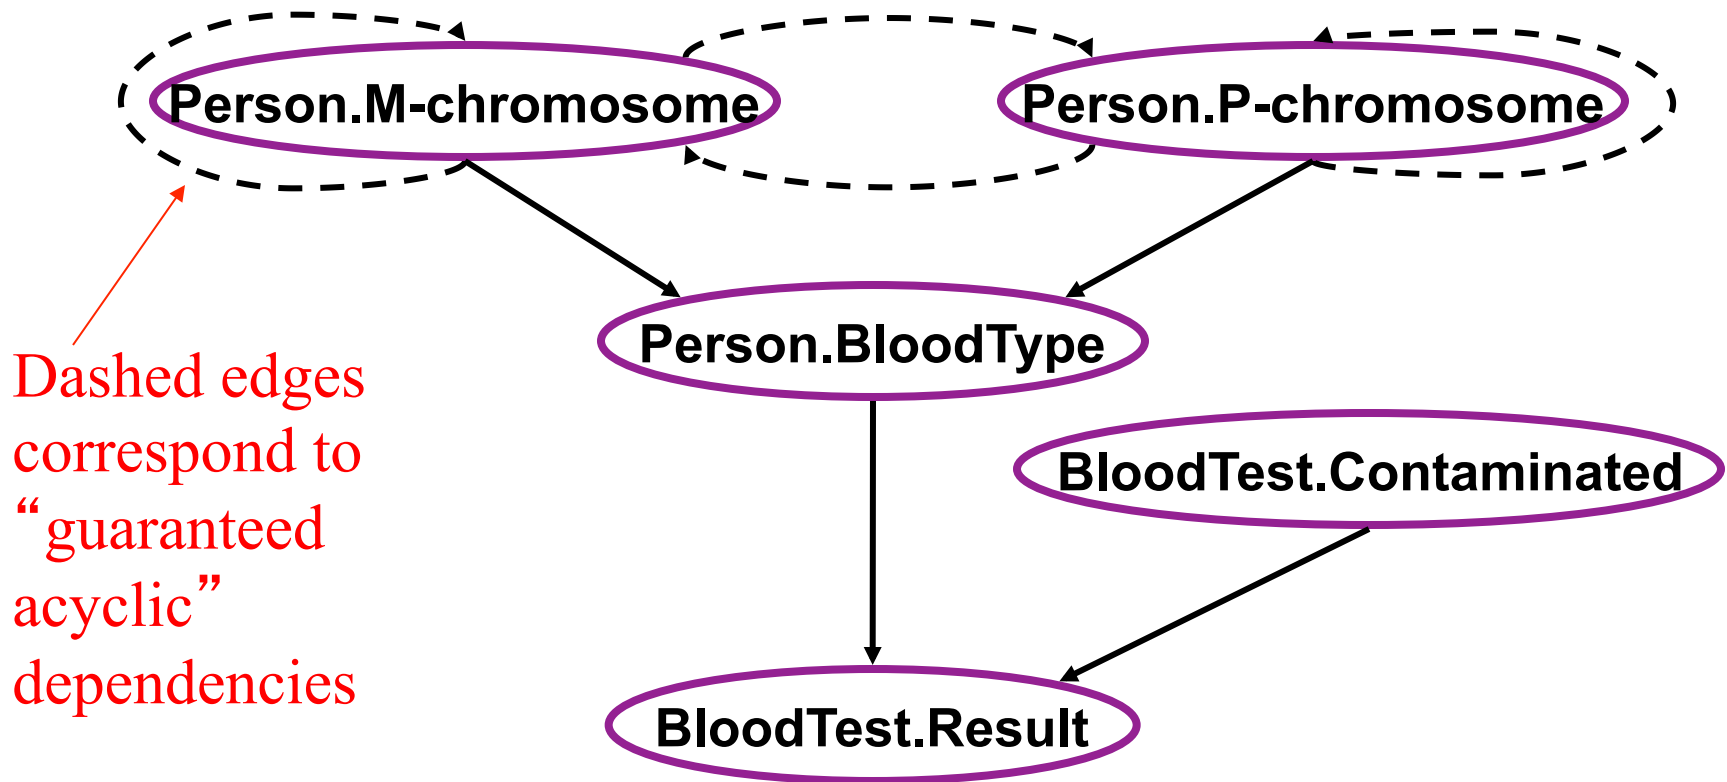 Person.M-chromosome
Person.P-chromosome
Person.BloodType
Dashed edges
correspond to
“guaranteed
acyclic”
dependencies
BloodTest.Contaminated
BloodTest.Result